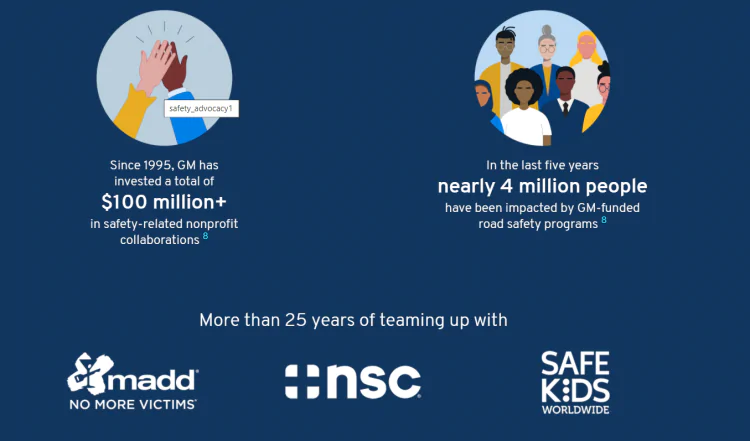 safety_advocacy1
Since 1995, GM has
invested a total of
$100 million+
in safety-related nonprofit
collaborations 8
In the last five years
nearly 4 million people
have been impacted by GM-funded
road safety programs 8
More than 25 years of teaming up with
madd®
NO MORE VICTIMS®
nsc®
SAFE
KIDS
WORLDWIDE